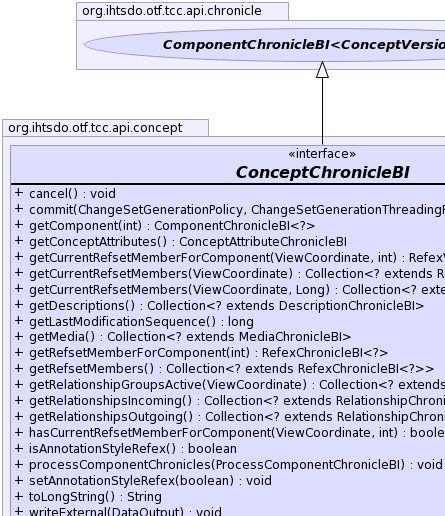 org.ihtsdo.otf.tcc.api.chronicle
ComponentChronicleBI<ConceptVersio
org.ihtsdo.otf.tcc.api.concept
«interface»
ConceptChronicleBI
+ cancel() : void
+ commit(ChangeSetGenerationPolicy, ChangeSetGenerationThreading
+ getComponent(int) : ComponentChronicleBI<?>
+ getConceptAttributes() : ConceptAttributeChronicleBI
+ getCurrentRefsetMemberForComponent(ViewCoordinate, int) : RefexV
+ getCurrentRefsetMembers(ViewCoordinate) : Collection<? extends R
+ getCurrentRefsetMembers(ViewCoordinate, Long) : Collection<? exte
+ getDescriptions() : Collection<? extends DescriptionChronicleBI>
+ getLastModificationSequence() : long
+ getMedia() : Collection<? extends MediaChronicleBI>
+ getRefsetMemberForComponent(int) : RefexChronicleBI<?>
+ getRefsetMembers() : Collection<? extends RefexChronicleBI<?>>
+ getRelationshipGroupsActive(ViewCoordinate) : Collection<? extends
+ getRelationshipsIncoming() : Collection<? extends RelationshipChroni
+ getRelationshipsOutgoing() : Collection<? extends RelationshipChroni
+ hasCurrentRefsetMemberForComponent(ViewCoordinate, int) : boole
+ isAnnotationStyleRefex() : boolean
+ processComponentChronicles(ProcessComponentChronicleBI) : void
+ setAnnotationStyleRefex(boolean) : void
+ toLongString() : String
+ writeExternal(DataOutput) : void